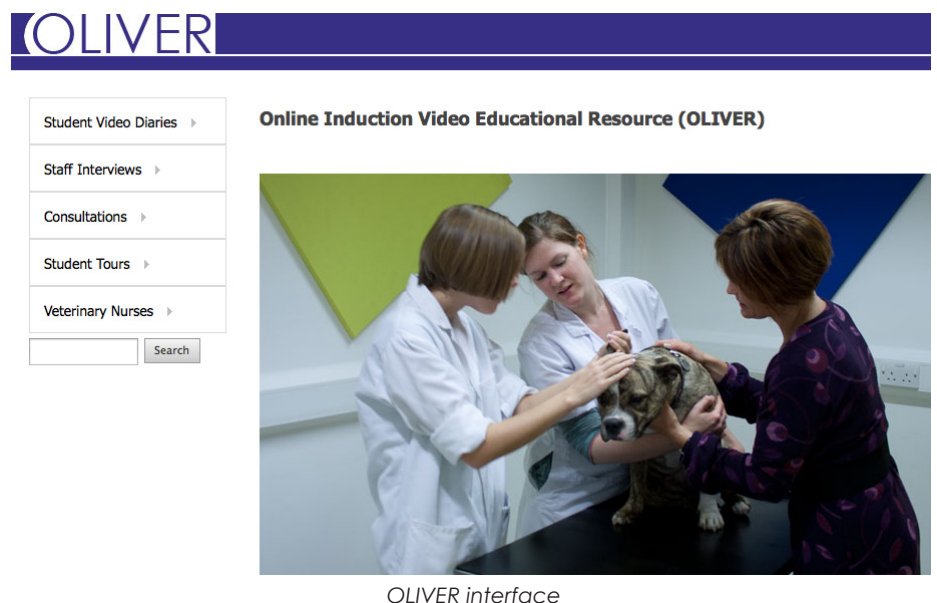 OLIVER
Student Video Diaries
Staff Interviews
Consultations
Student Tours
Veterinary Nurses
Search
Online Induction Video Educational Resource (OLIVER)
OLIVER interface